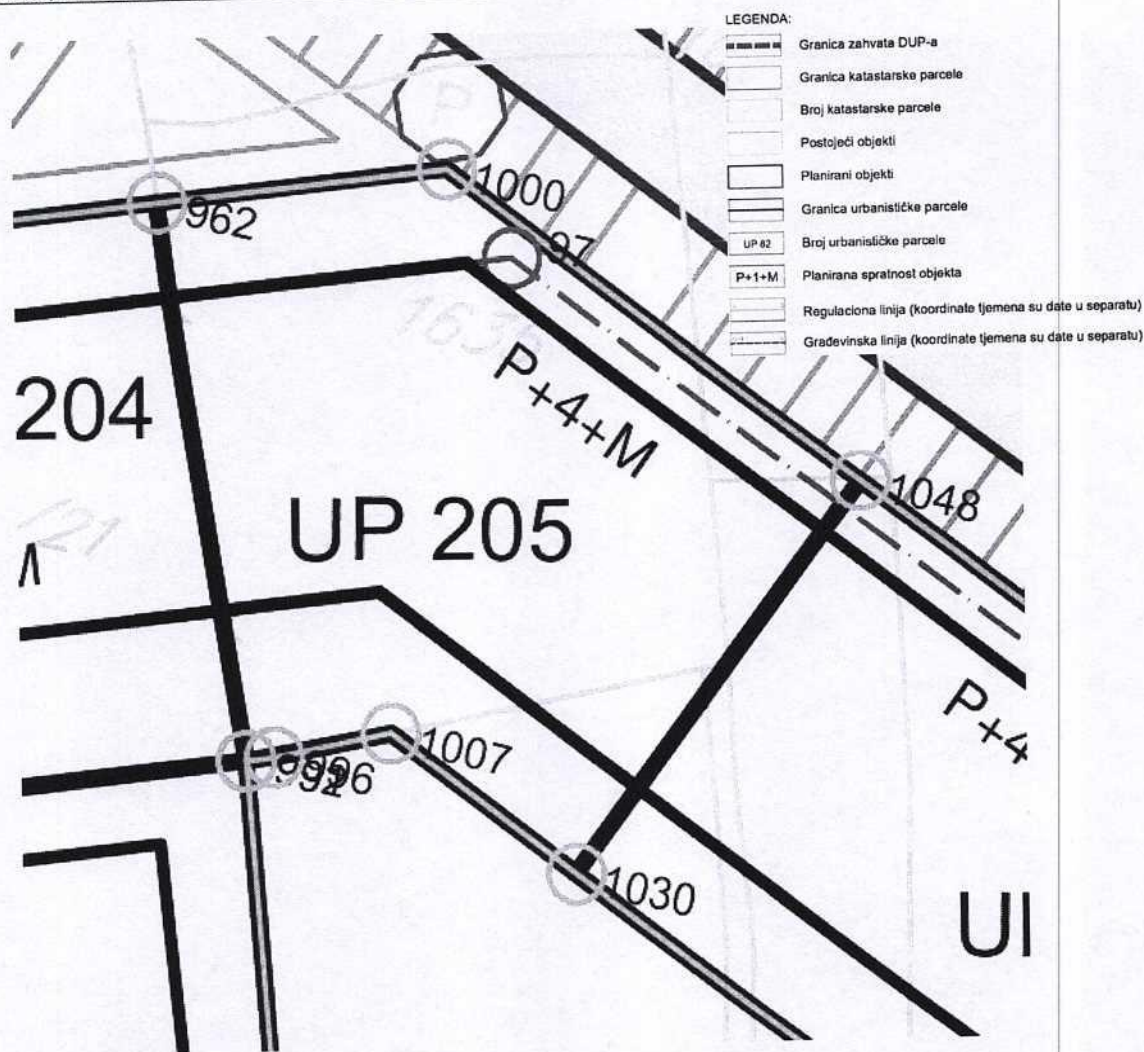 LEGENDA:
Granica zahvata DUP-a
Granica katastarske parcele
Broj katastarske parcele
Postojeći objekti
Planirani objekti
Granica urbanističke parcele
UP 82 Broj urbanističke parcele
P+1+M Planirana spratnost objekta
Regulaciona linija (koordinate tjemena su date u separatu)
Građevinska linija (koordinate tjemena su date u separatu)
P
1000
962
97
P+4+M
204
1048
UP 205
P+4
1007
1030
UI